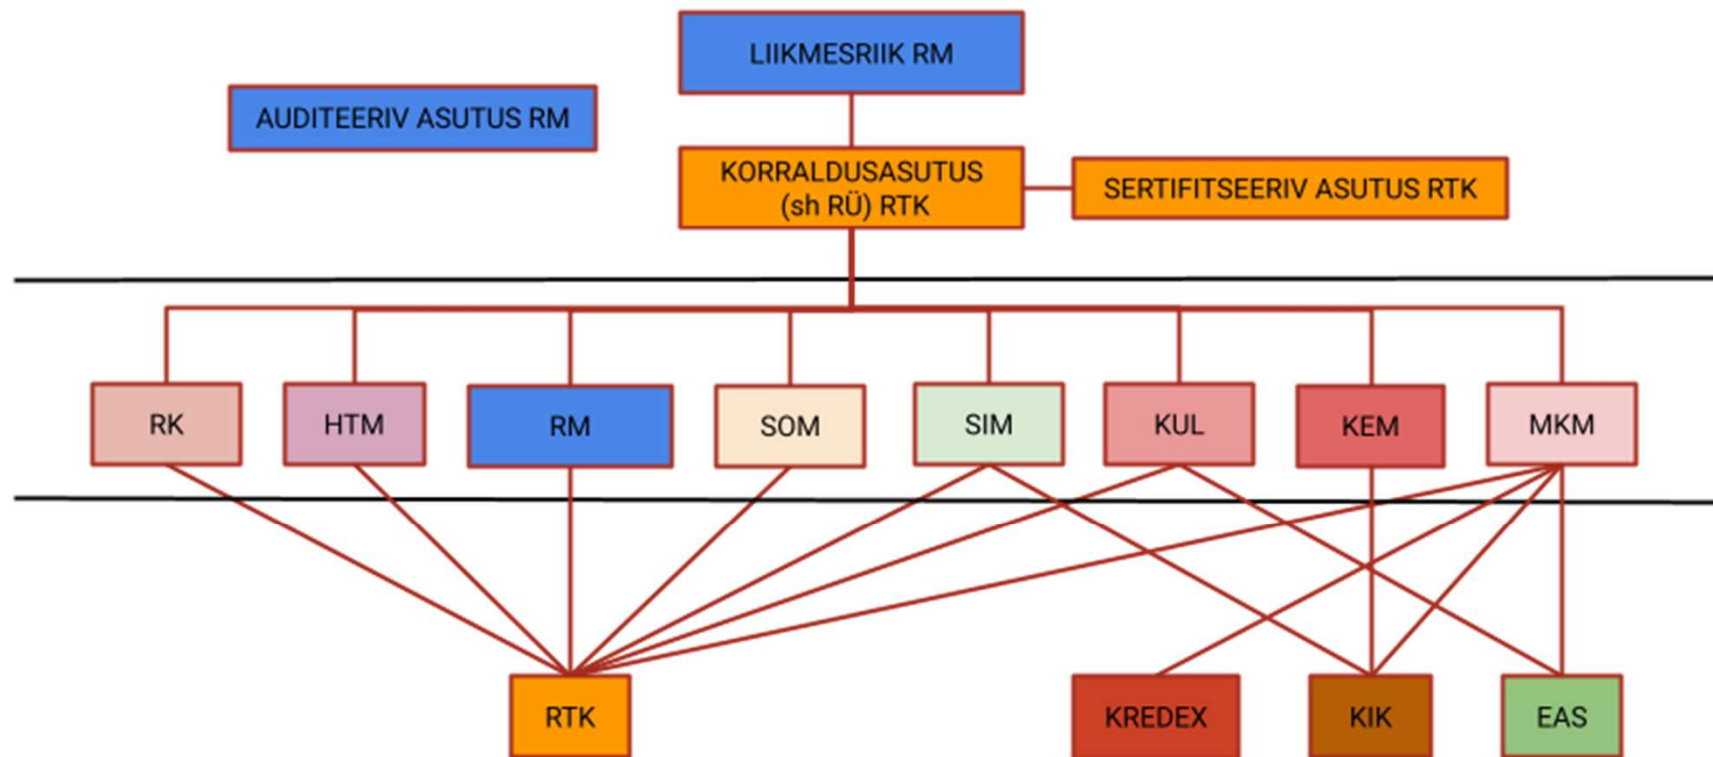 LIIKMESRIIK RM
AUDITEERIV ASUTUS RM
KORRALDUSASUTUS
(sh RÜ) RTK
SERTIFITSEERIV ASUTUS RTK
RK
HTM
RM
SOM
SIM
KUL
KEM
MKM
RTK
KREDEX
KIK
EAS